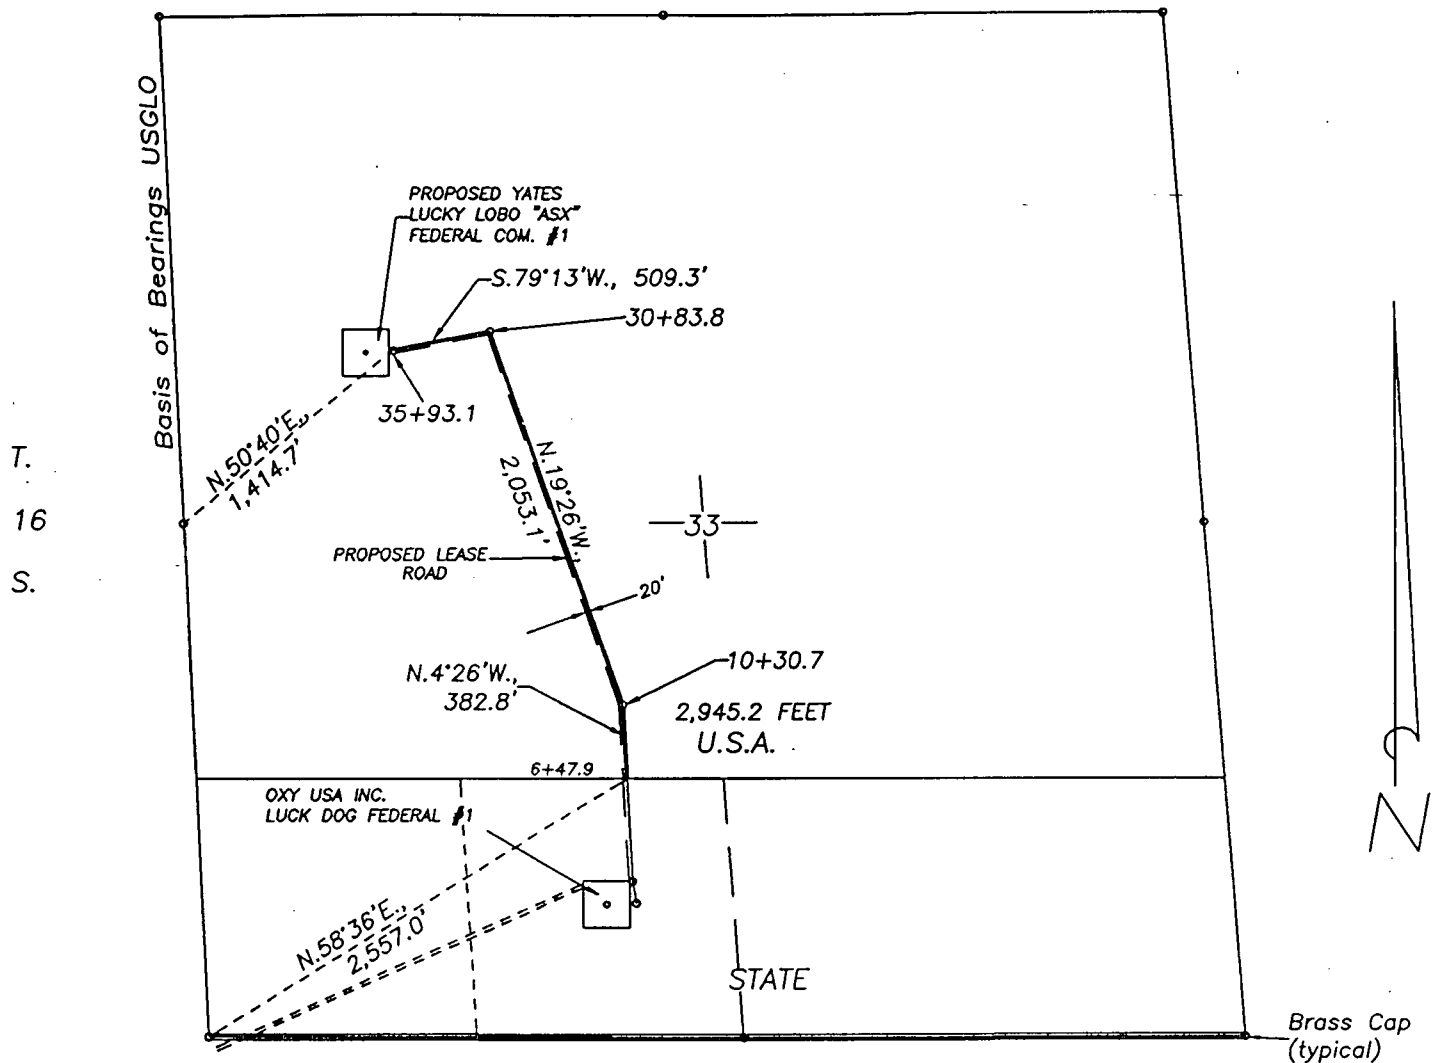 Basis of Bearings USGLO
PROPOSED YATES
LUCKY LOBO "ASX"
FEDERAL COM. #1
S.79°13'W., 509.3'
30+83.8
35+93.1
N.50°40'E.,
1,414.7'
T.
16
S.
N.19°26'W.,
2,053.1'
33
PROPOSED LEASE
ROAD
20'
N.4°26'W.,
382.8'
10+30.7
2,945.2 FEET
U.S.A.
6+47.9
OXY USA INC.
LUCK DOG FEDERAL #1
N.58°36'E.,
2,557.0'
STATE
N
Brass Cap
(typical)